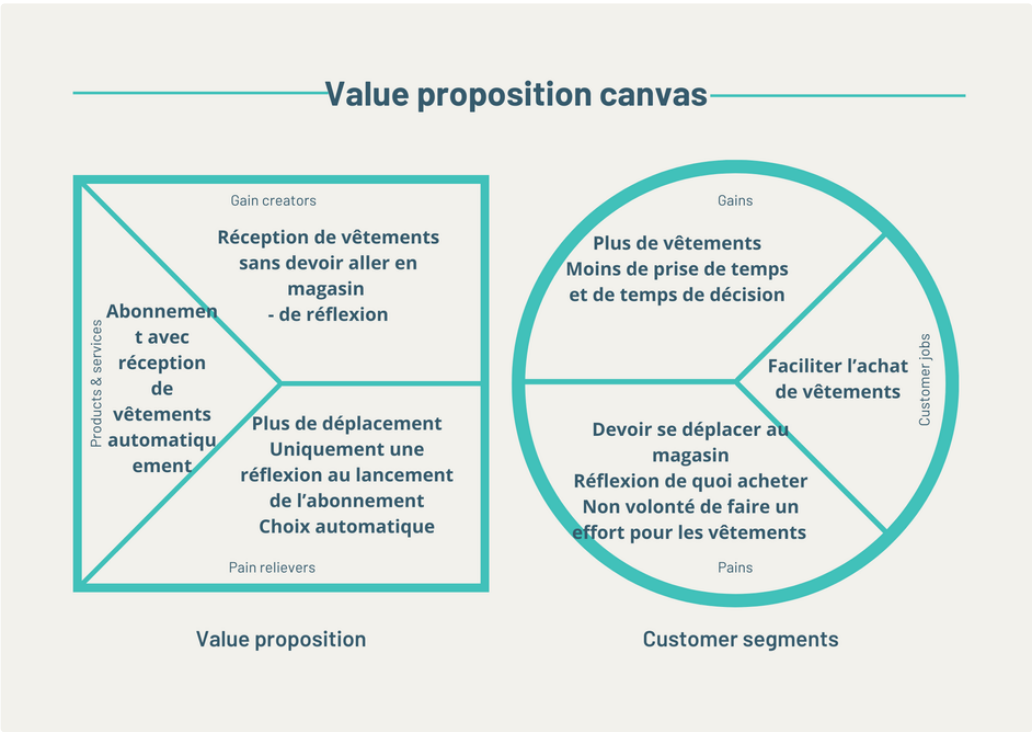 Value proposition canvas
Gain creators
Réception de vêtements
sans devoir aller en
magasin
- de réflexion
Products & services
Abonnemen
t avec
réception
de
vêtements
automatiqu
ement
Plus de déplacement
Uniquement une
réflexion au lancement
de l’abonnement
Choix automatique
Pain relievers
Value proposition
Gains
Plus de vêtements
Moins de prise de temps
et de temps de décision
Faciliter l’achat
de vêtements
Customer jobs
Devoir se déplacer au
magasin
Réflexion de quoi acheter
Non volonté de faire un
effort pour les vêtements
Pains
Customer segments